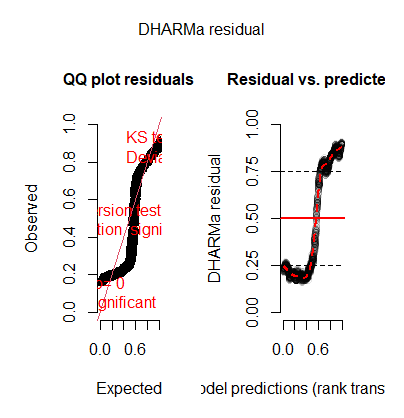 DHARMa residual
QQ plot residuals
Residual vs. predicte
Observed
1.0
0.8
0.6
0.4
0.2
0.0
KS te
Devia
ersion test
tion signi
= 0
gnificant
0.0 0.6
Expected
DHARMa residual
1.00
0.75
0.50
0.25
0.00
0.0 0.6
odel predictions (rank trans